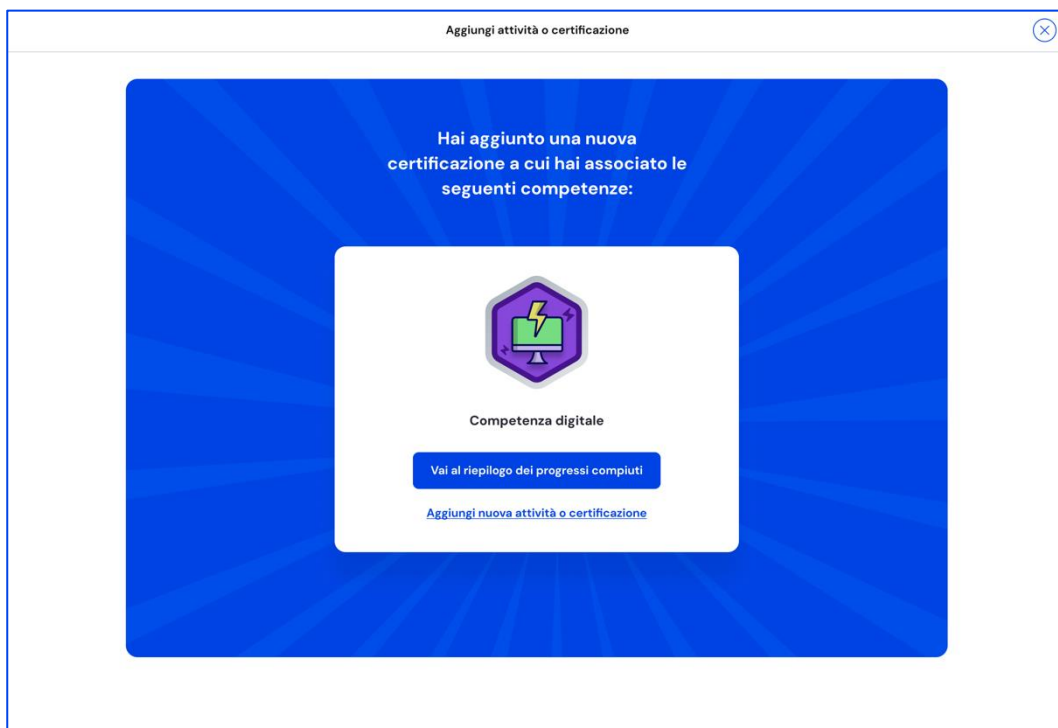 Aggiungi attività o certificazione
Hai aggiunto una nuova
certificazione a cui hai associato le
seguenti competenze:
Competenza digitale
Vai al riepilogo dei progressi compiuti
Aggiungi nuova attività o certificazione